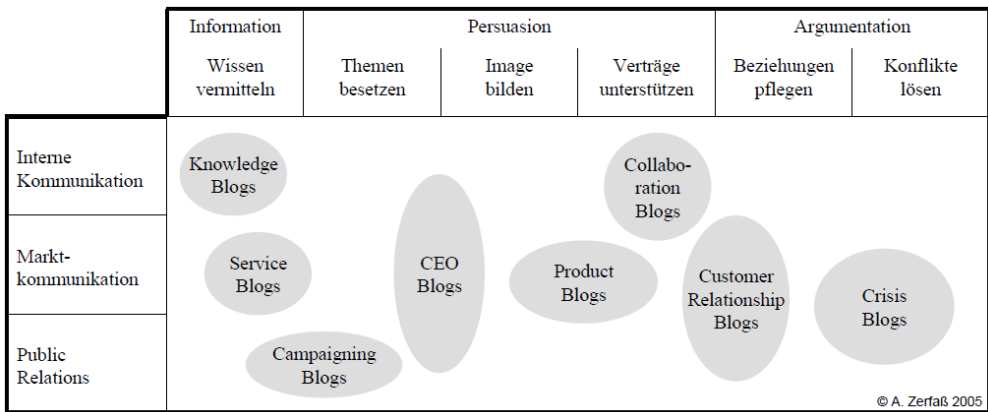 Information Persuasion Argumentation
Wissen vermitteln
Themen besetzen
Image bilden
Verträge unterstützen
Beziehungen pflegen
Konflikte lösen
Interne
Kommunikation
Knowledge
Blogs
Collabo-
ration
Blogs
Markt-
kommunikation
Service
Blogs
CEO
Blogs
Product
Blogs
Customer
Relationship
Blogs
Crisis
Blogs
Public
Relations
Campaigning
Blogs
© A. Zerfaß 2005